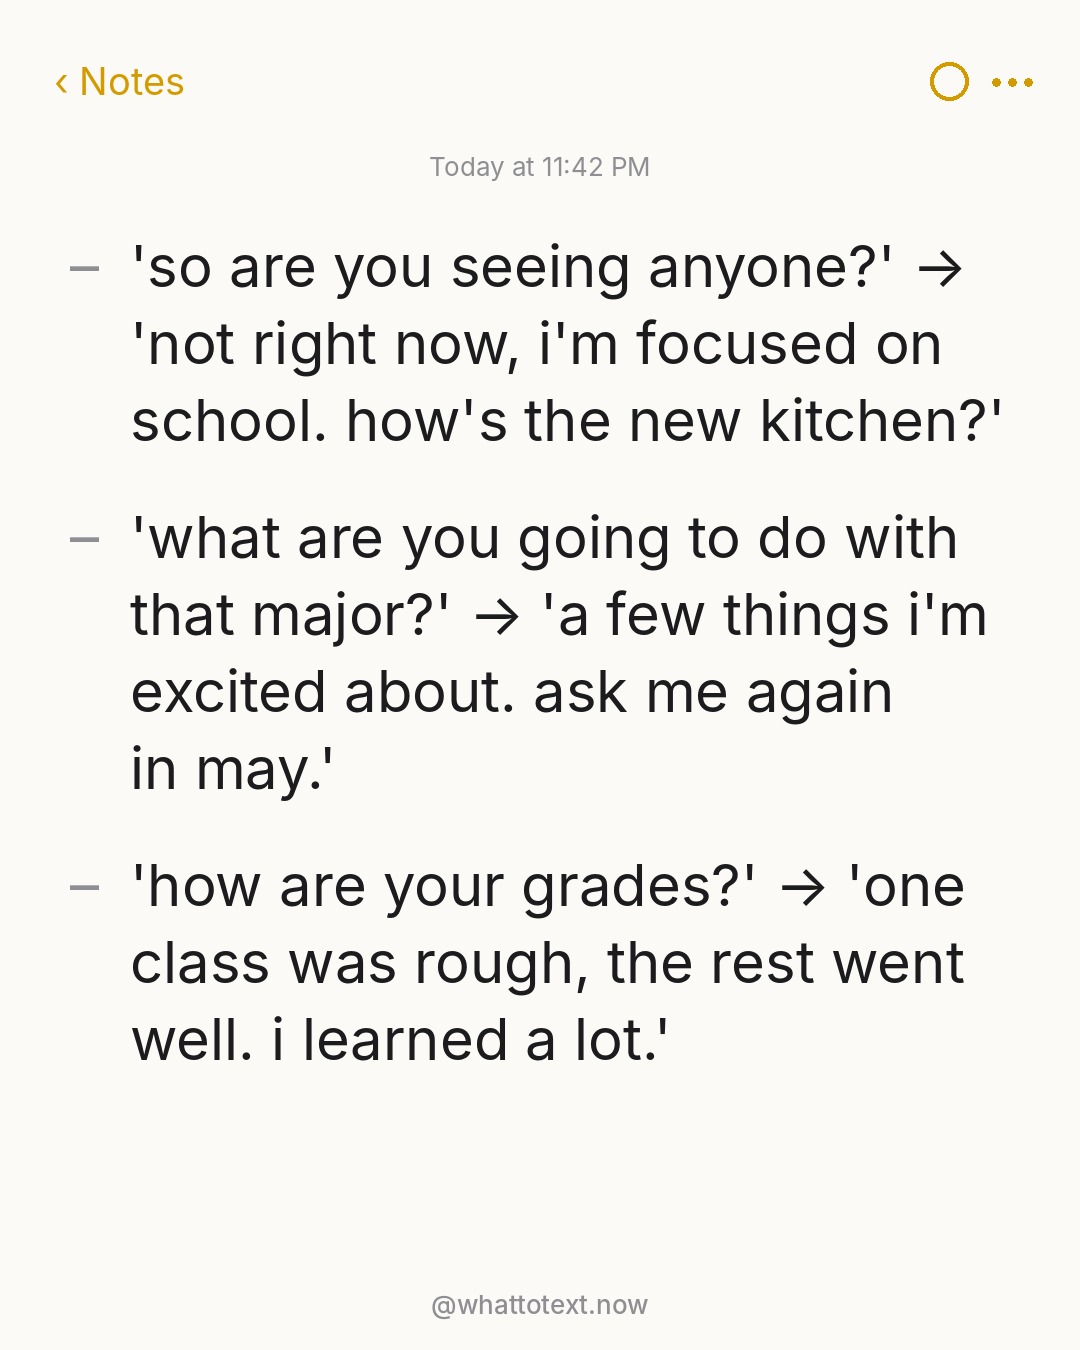 ‹ Notes
Today at 11:42 PM
– 'so are you seeing anyone?' →
'not right now, i'm focused on
school. how's the new kitchen?'
– 'what are you going to do with
that major?' → 'a few things i'm
excited about. ask me again
in may.'
– 'how are your grades?' → 'one
class was rough, the rest went
well. i learned a lot.'
@whattotext.now